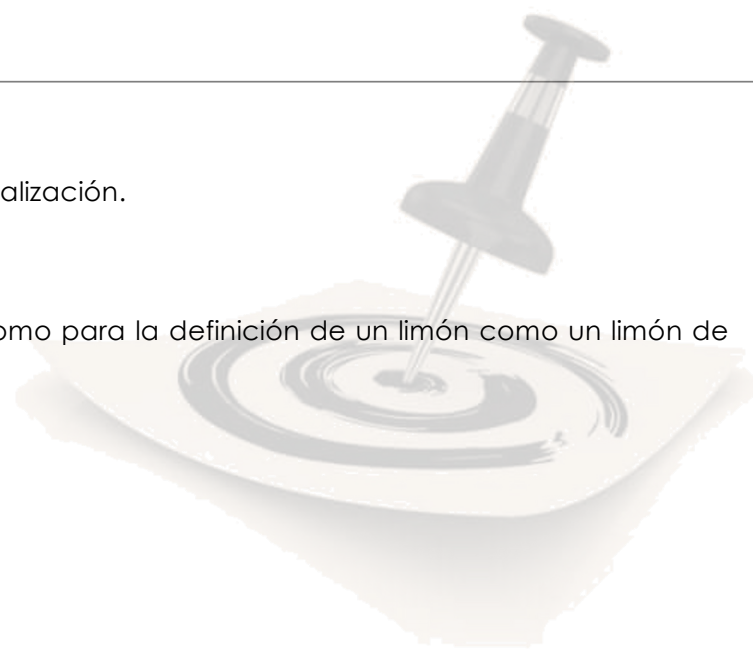 alización.
omo para la definición de un limón como un limón de